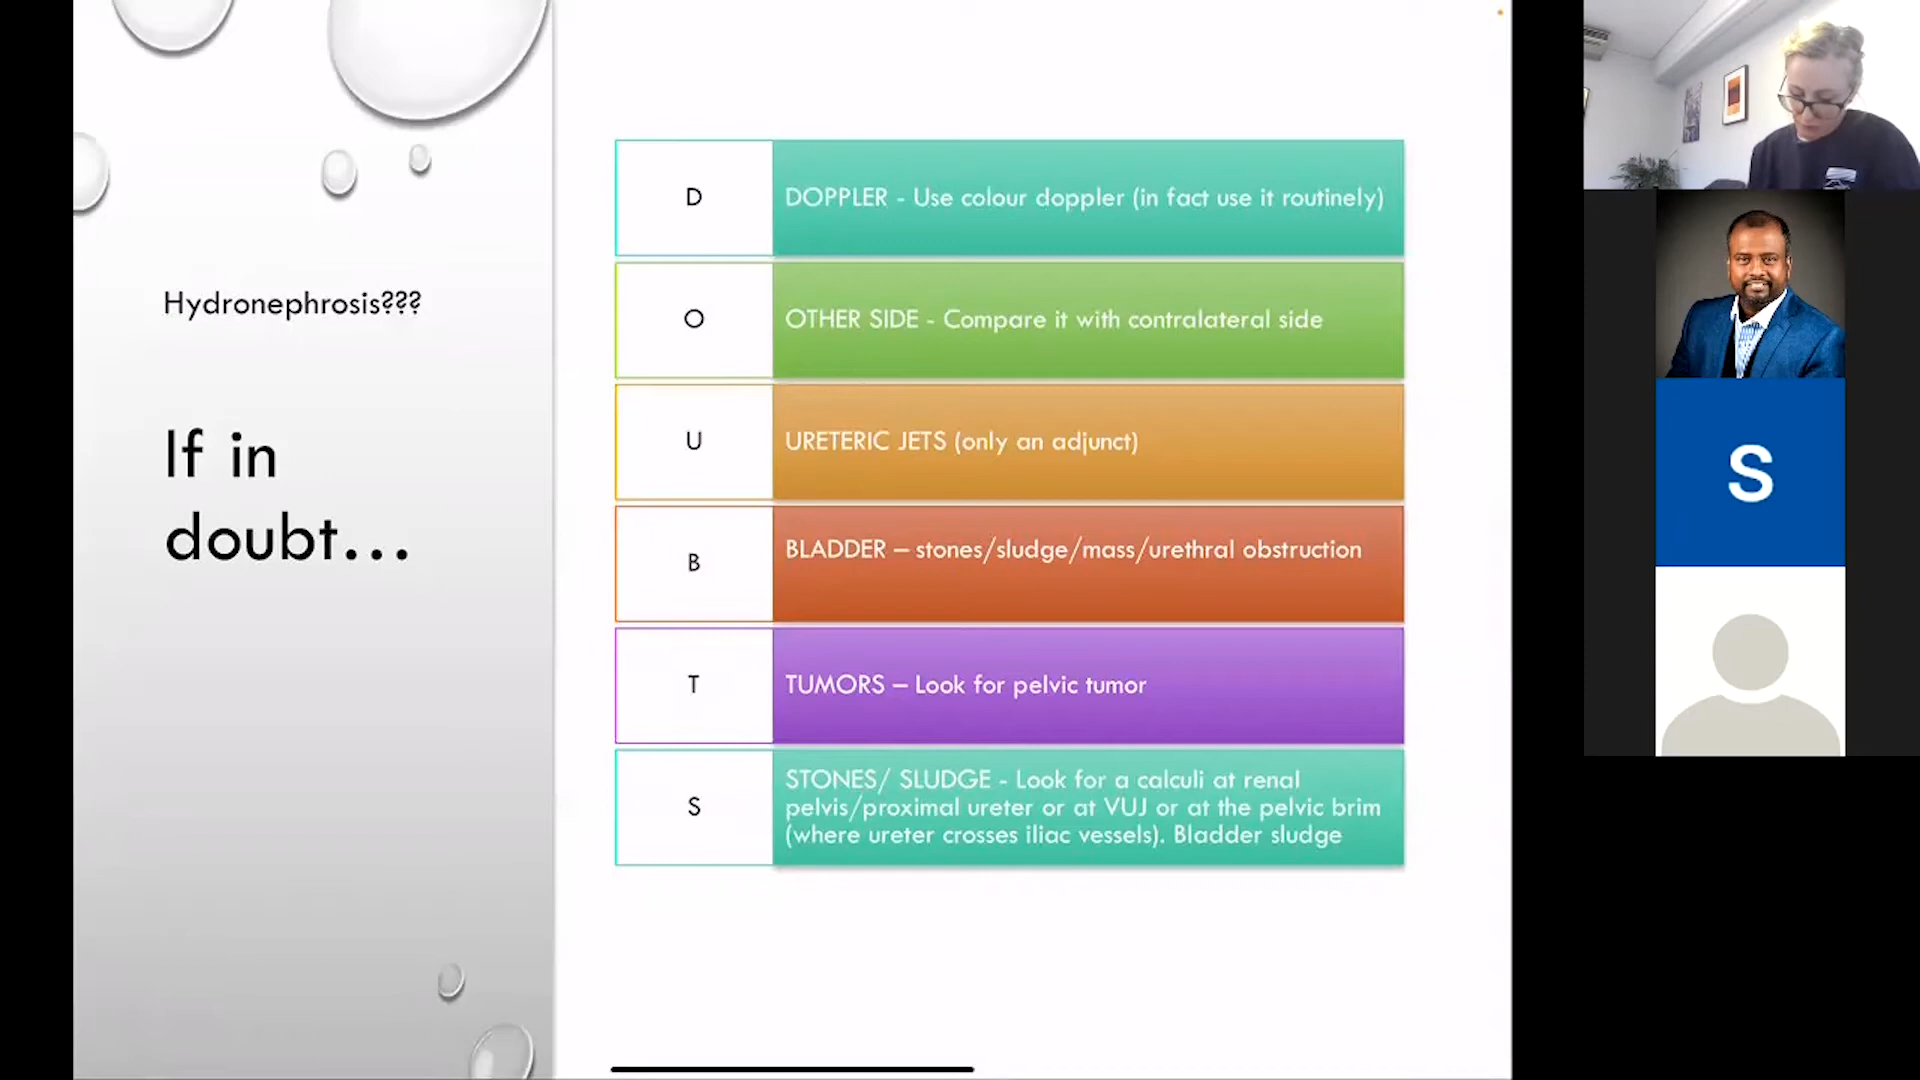 Hydronephrosis???
If in
doubt...
D
DOPPLER - Use colour doppler (in fact use it routinely)
O
OTHER SIDE - Compare it with contralateral side
U
URETERIC JETS (only an adjunct)
B
BLADDER – stones/sludge/mass/urethral obstruction
T
TUMORS – Look for pelvic tumor
S
STONES/ SLUDGE - Look for a calculi at renal
pelvis/proximal ureter or at VUJ or at the pelvic brim
(where ureter crosses iliac vessels). Bladder sludge
S